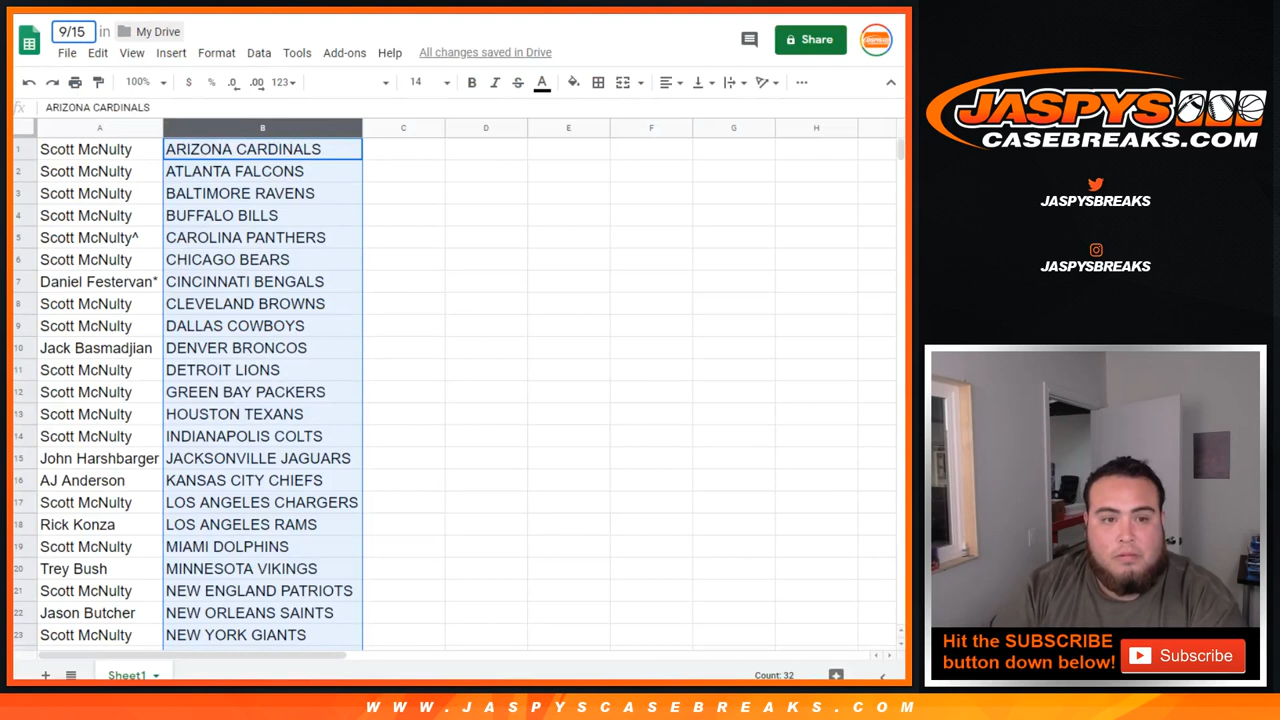 9/15 in My Drive
File Edit View Insert Format Data Tools Add-ons Help All changes saved in Drive
Share
100% $ % .0 .00 123 14 B I S A
fx ARIZONA CARDINALS
A B C D E F G H
1 Scott McNulty ARIZONA CARDINALS
2 Scott McNulty ATLANTA FALCONS
3 Scott McNulty BALTIMORE RAVENS
4 Scott McNulty BUFFALO BILLS
5 Scott McNulty^ CAROLINA PANTHERS
6 Scott McNulty CHICAGO BEARS
7 Daniel Festervan* CINCINNATI BENGALS
8 Scott McNulty CLEVELAND BROWNS
9 Scott McNulty DALLAS COWBOYS
10 Jack Basmadjian DENVER BRONCOS
11 Scott McNulty DETROIT LIONS
12 Scott McNulty GREEN BAY PACKERS
13 Scott McNulty HOUSTON TEXANS
14 Scott McNulty INDIANAPOLIS COLTS
15 John Harshbarger JACKSONVILLE JAGUARS
16 AJ Anderson KANSAS CITY CHIEFS
17 Scott McNulty LOS ANGELES CHARGERS
18 Rick Konza LOS ANGELES RAMS
19 Scott McNulty MIAMI DOLPHINS
20 Trey Bush MINNESOTA VIKINGS
21 Scott McNulty NEW ENGLAND PATRIOTS
22 Jason Butcher NEW ORLEANS SAINTS
23 Scott McNulty NEW YORK GIANTS
Sheet1 Count: 32
JASPYS
CASEBREAKS.COM
JASPYSBREAKS
JASPYSBREAKS
Hit the SUBSCRIBE
button down below!
Subscribe
WWW.JASPYSCASEBREAKS.COM